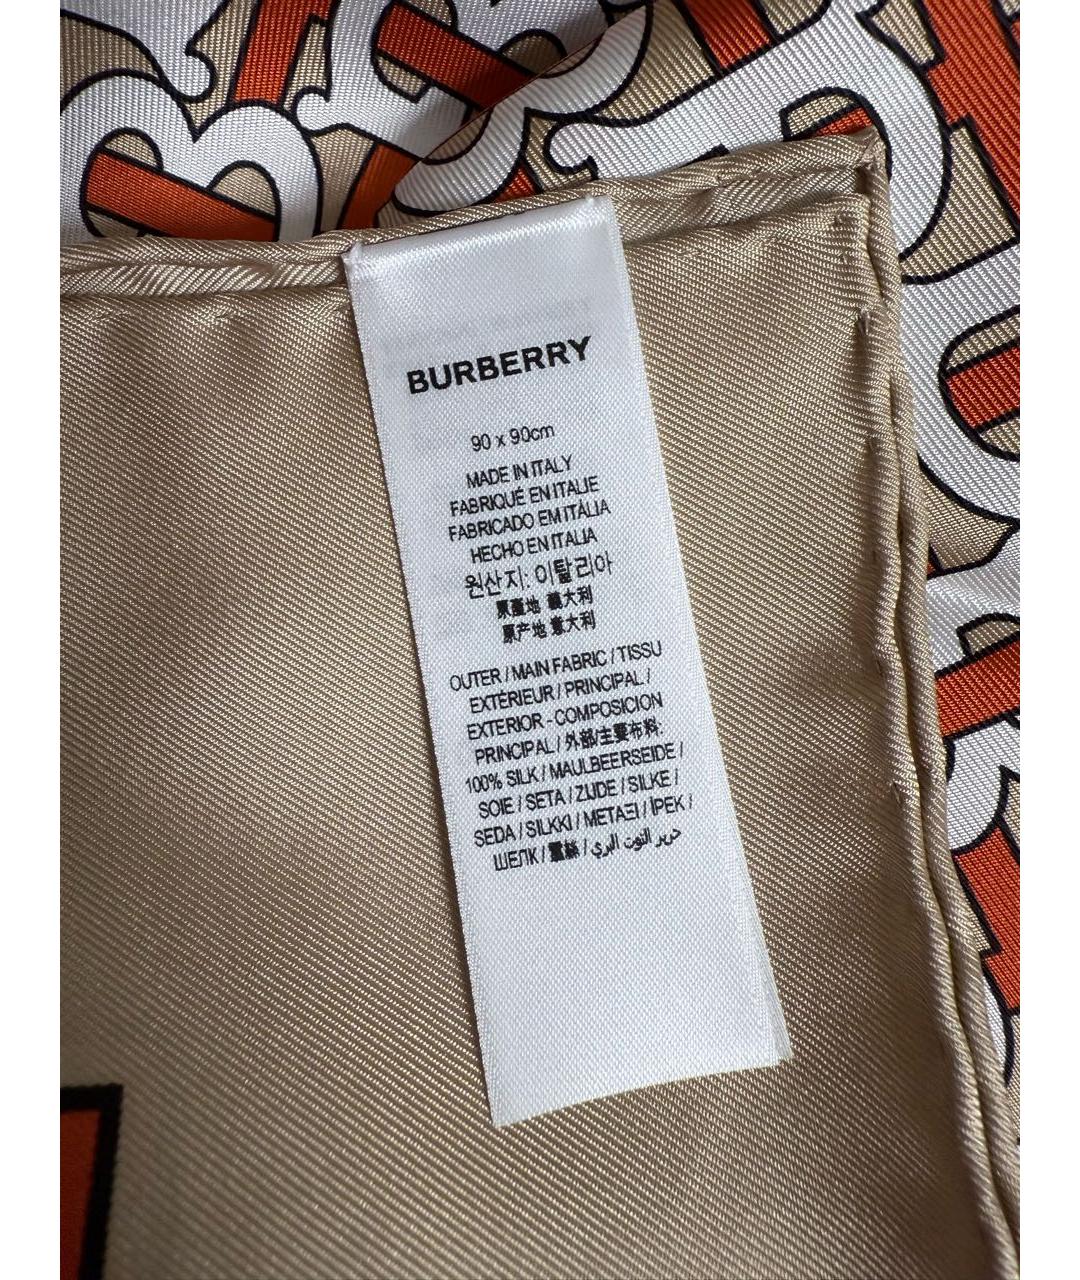 BURBERRY
90 x 90cm
MADE IN ITALY
FABRIQUÉ EN ITALIE
FABRICADO EM ITÁLIA
HECHO EN ITALIA
원산지: 이탈리아
原產地 義大利
原产地 意大利
OUTER / MAIN FABRIC / TISSU
EXTÉRIEUR / PRINCIPAL /
EXTERIOR - COMPOSICION
PRINCIPAL / 外部/主要布料:
100% SILK / MAULBEERSEIDE /
SOIE / SETA / ZIJDE / SILKE /
SEDA / SILKKI / ΜΕΤΑΞΙ / İPEK /
ШЕЛК / 蠶絲 / حرير التوت البري